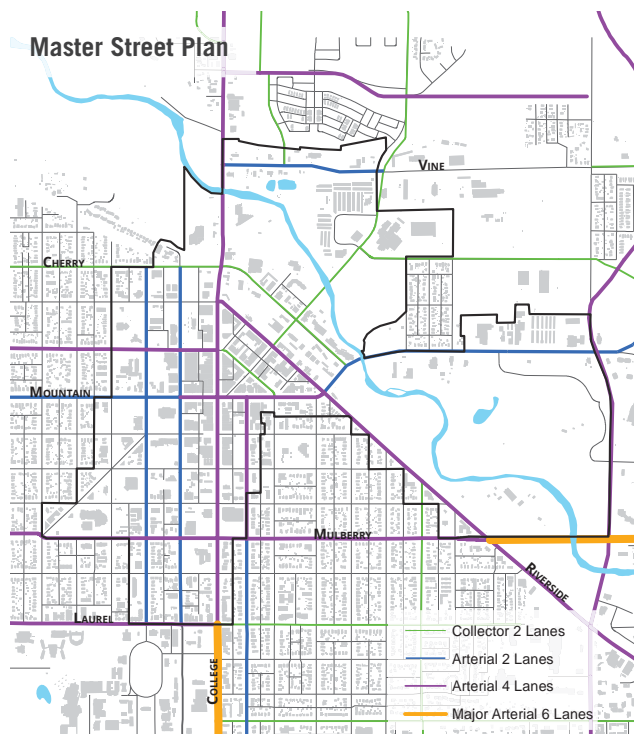 Master Street Plan
VINE
CHERRY
MOUNTAIN
MULBERRY
RIVERSIDE
LAUREL
COLLEGE
Collector 2 Lanes
Arterial 2 Lanes
Arterial 4 Lanes
Major Arterial 6 Lanes